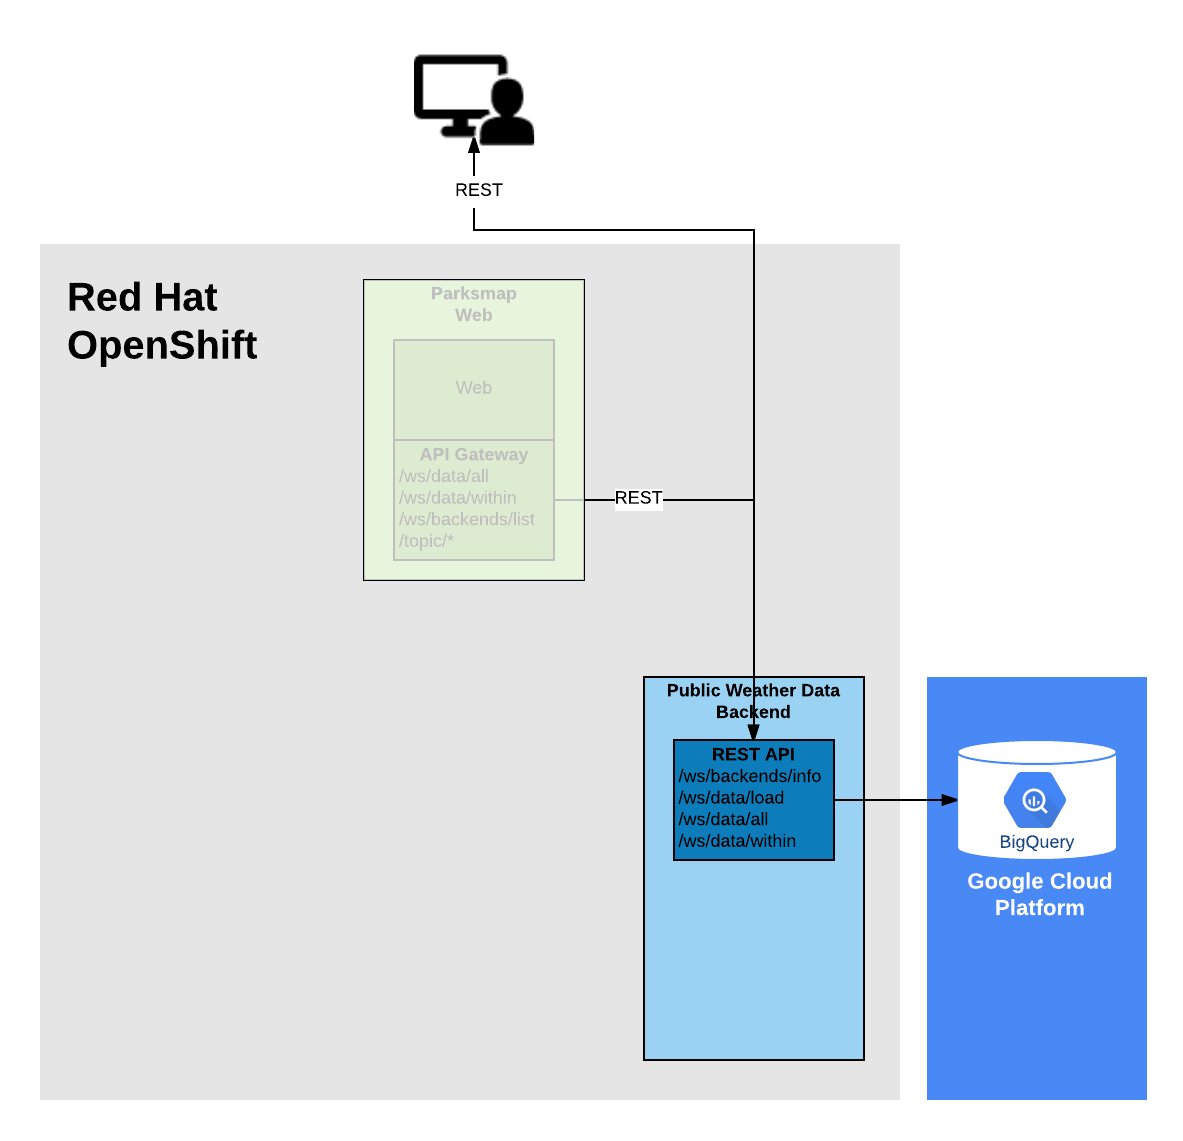 REST
Red Hat
OpenShift
Parksmap
Web
Web
API Gateway
/ws/data/all
/ws/data/within
/ws/backends/list
/topic/*
REST
Public Weather Data
Backend
REST API
/ws/backends/info
/ws/data/load
/ws/data/all
/ws/data/within
BigQuery
Google Cloud
Platform